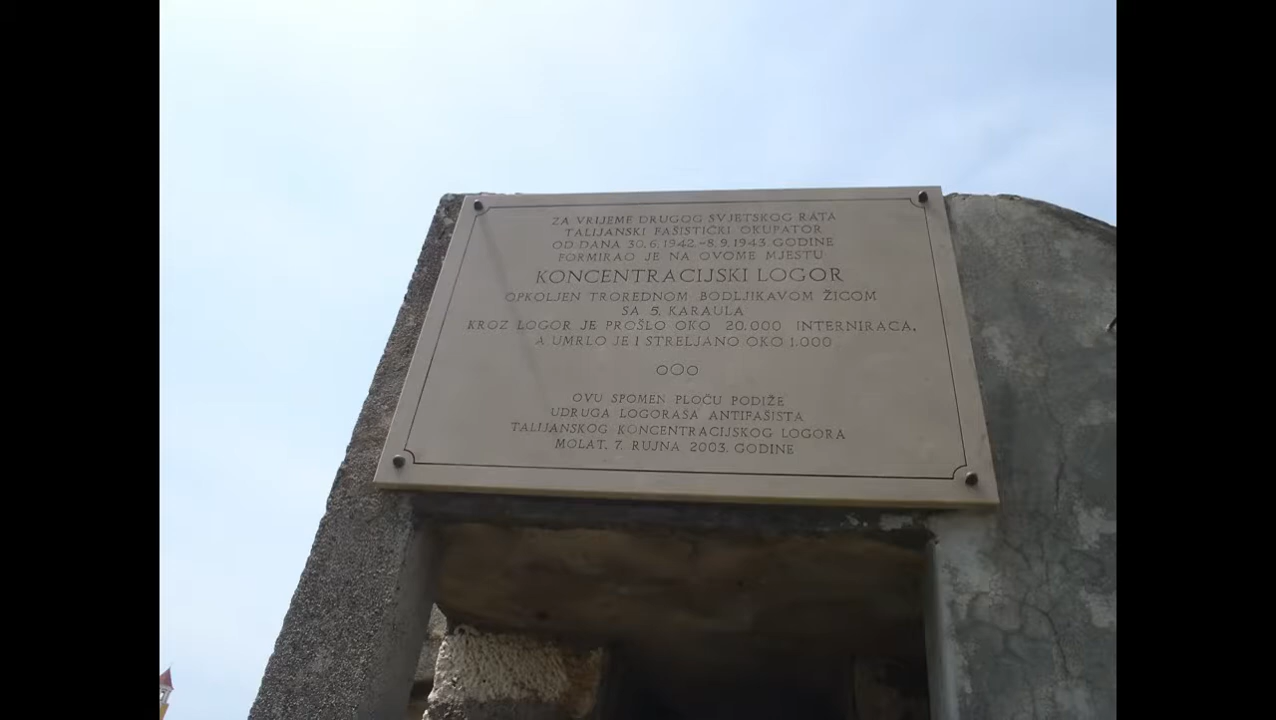 ZA VRIJEME DRUGOG SVJETSKOG RATA
TALIJANSKI FAŠISTIČKI OKUPATOR
OD DANA 30.6.1942.-8.9.1943. GODINE
FORMIRAO JE NA OVOME MJESTU
KONCENTRACIJSKI LOGOR
OPKOLJEN TROREDNOM BODLJIKAVOM ŽICOM
SA 5. KARAULA
KROZ LOGOR JE PROŠLO OKO 20.000 INTERNIRACA,
A UMRLO JE I STRELJANO OKO 1.000
OVU SPOMEN PLOČU PODIŽE
UDRUGA LOGORAŠA ANTIFAŠISTA
TALIJANSKOG KONCENTRACIJSKOG LOGORA
MOLAT, 7. RUJNA 2003. GODINE